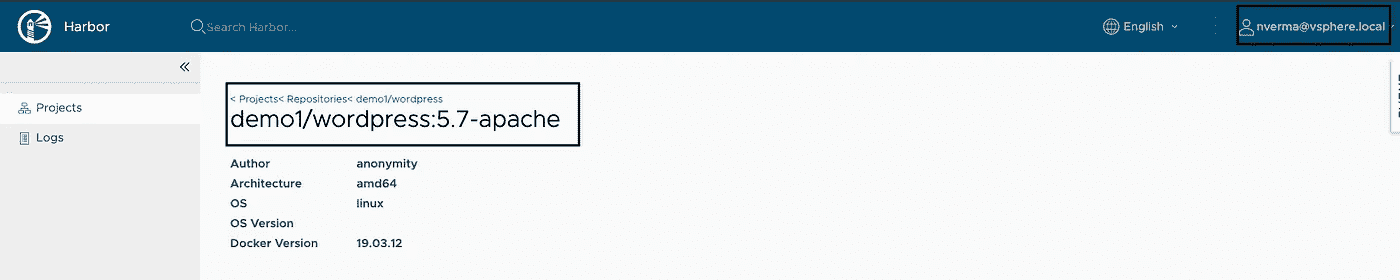 Harbor
Search Harbor...
English
nverma@vsphere.local
Projects
Logs
< Projects< Repositories< demo1/wordpress
demo1/wordpress:5.7-apache
Author anonymity
Architecture amd64
OS linux
OS Version
Docker Version 19.03.12